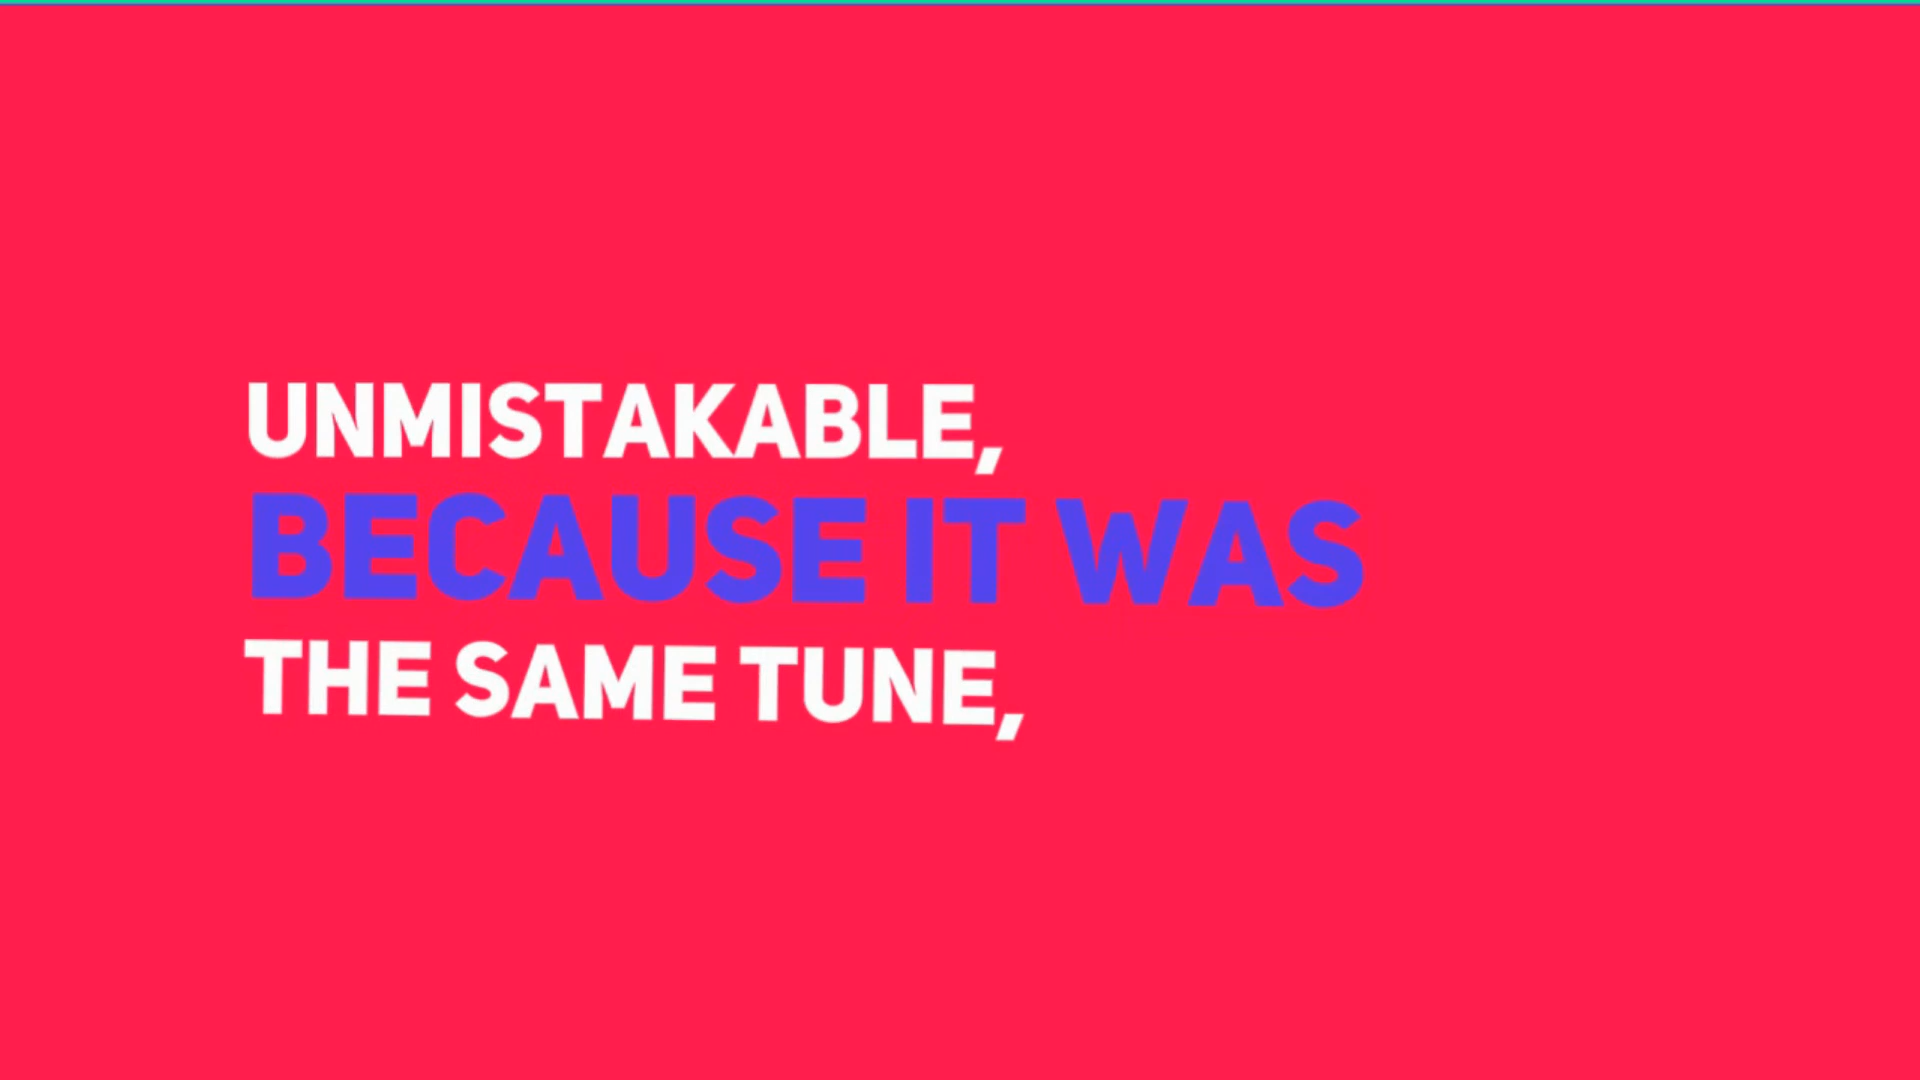 UNMISTAKABLE,
BECAUSE IT WAS
THE SAME TUNE,